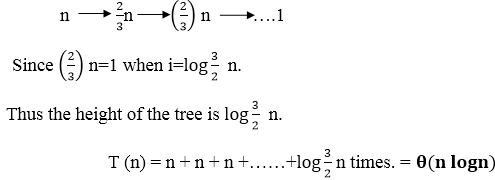 n ⟶ 2/3 n ⟶ (2/3) n ⟶ ….1
Since (2/3) n=1 when i=log 3/2 n.
Thus the height of the tree is log 3/2 n.
T (n) = n + n + n +……+log 3/2 n times. = θ(n logn)